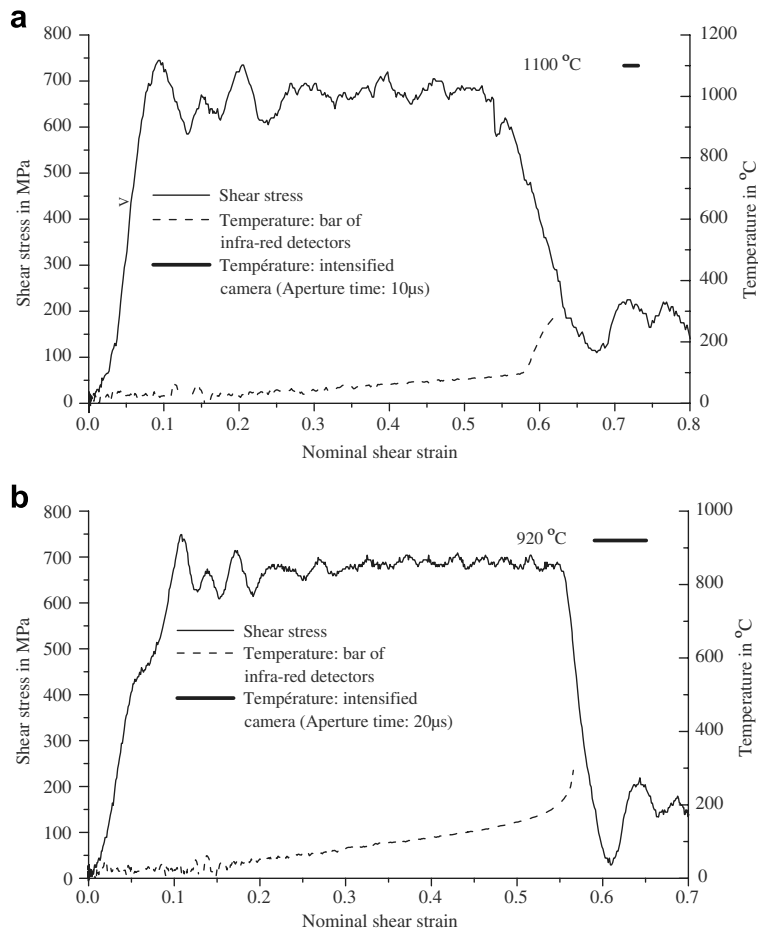 a
800
700
600
500
400
300
200
100
0
Shear stress in MPa
1200
1000
800
600
400
200
0
Temperature in °C
1100 °C
Shear stress
Temperature: bar of
infra-red detectors
Température: intensified
camera (Aperture time: 10μs)
0.0 0.1 0.2 0.3 0.4 0.5 0.6 0.7 0.8
Nominal shear strain
b
800
700
600
500
400
300
200
100
0
Shear stress in MPa
1000
800
600
400
200
0
Temperature in °C
920 °C
Shear stress
Temperature: bar of
infra-red detectors
Température: intensified
camera (Aperture time: 20μs)
0.0 0.1 0.2 0.3 0.4 0.5 0.6 0.7
Nominal shear strain